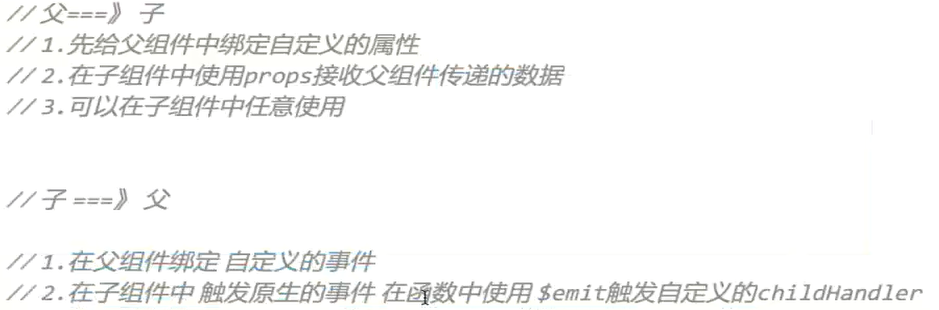 // 父===》 子
// 1.先给父组件中绑定自定义的属性
// 2.在子组件中使用props接收父组件传递的数据
// 3.可以在子组件中任意使用
// 子 ===》 父
// 1.在父组件绑定 自定义的事件
// 2.在子组件中 触发原生的事件 在函数中使用 $emit触发自定义的childHandler